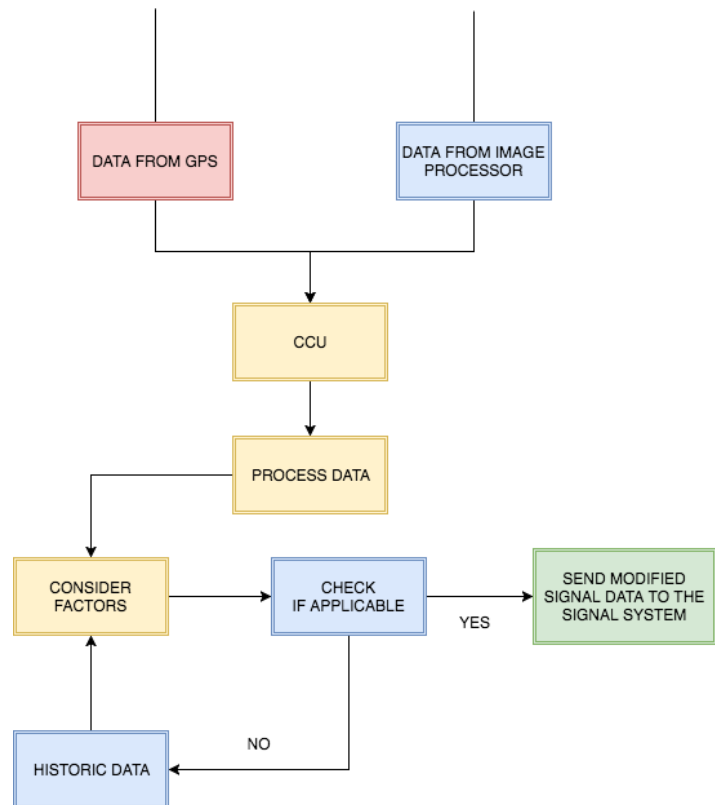 DATA FROM GPS
DATA FROM IMAGE
PROCESSOR
CCU
PROCESS DATA
CONSIDER
FACTORS
CHECK
IF APPLICABLE
YES
SEND MODIFIED
SIGNAL DATA TO THE
SIGNAL SYSTEM
NO
HISTORIC DATA